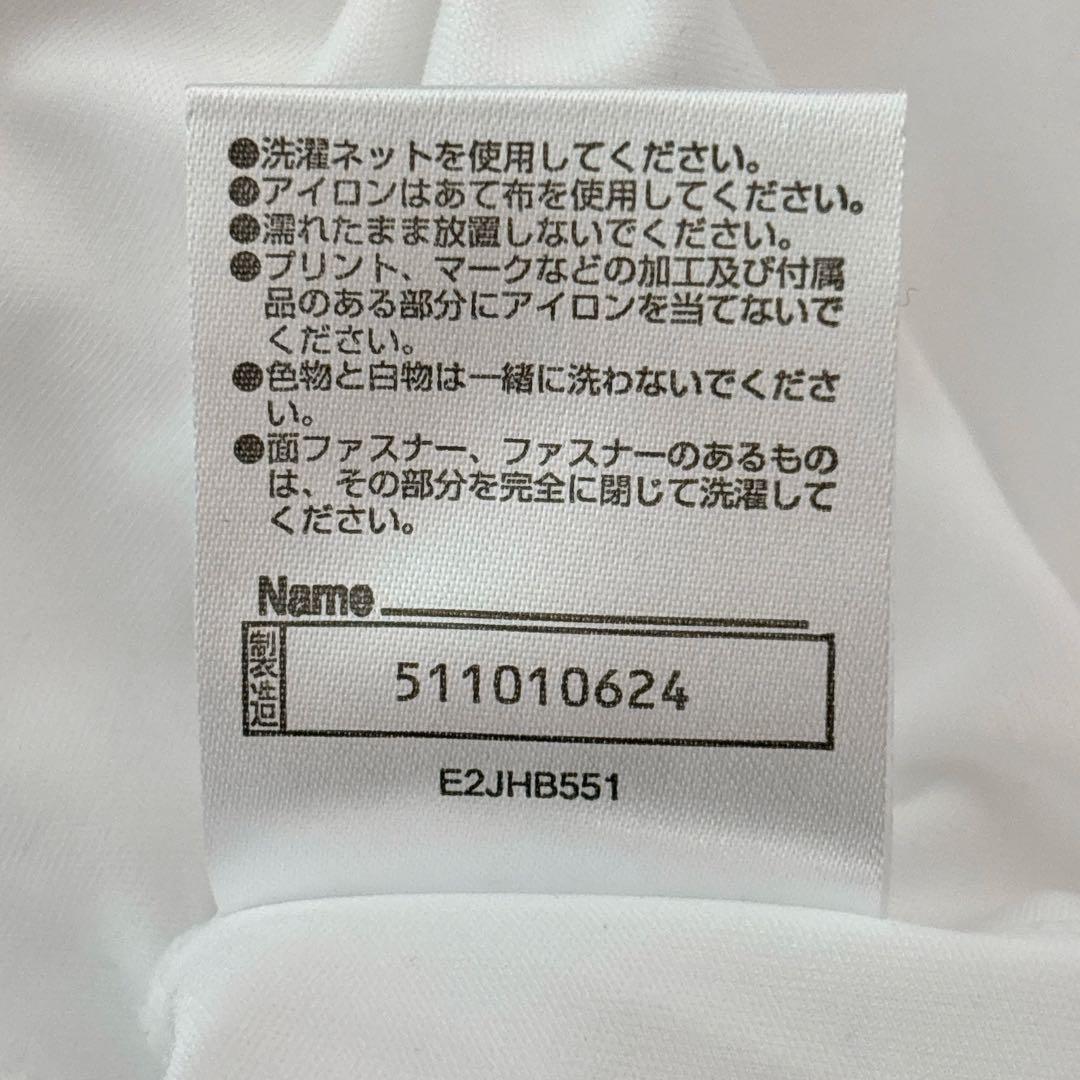 ●洗濯ネットを使用してください。
●アイロンはあて布を使用してください。
●濡れたまま放置しないでください。
●プリント、マークなどの加工及び付属
品のある部分にアイロンを当てないで
ください。
●色物と白物は一緒に洗わないでくださ
い。
●面ファスナー、ファスナーのあるもの
は、その部分を完全に閉じて洗濯して
ください。
Name
製造
511010624
E2JHB551